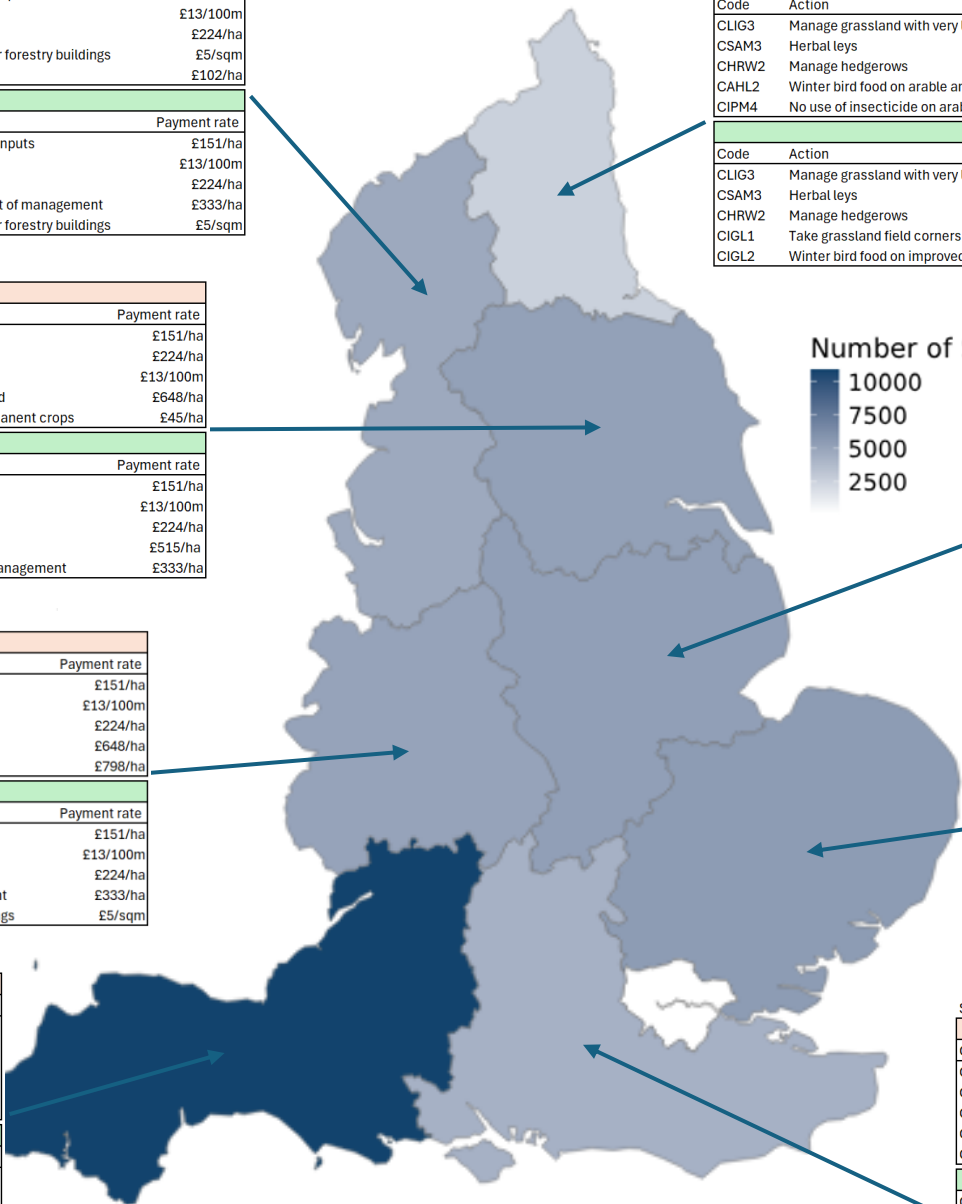 £13/100m
£224/ha
forestry buildings £5/sqm
£102/ha
Payment rate
nputs £151/ha
£13/100m
£224/ha
t of management £333/ha
forestry buildings £5/sqm
Payment rate
£151/ha
£224/ha
£13/100m
d £648/ha
anent crops £45/ha
Payment rate
£151/ha
£13/100m
£224/ha
£515/ha
anagement £333/ha
Payment rate
£151/ha
£13/100m
£224/ha
£648/ha
£798/ha
Payment rate
£151/ha
£13/100m
£224/ha
nt £333/ha
gs £5/sqm
Code Action
CLIG3 Manage grassland with very
CSAM3 Herbal leys
CHRW2 Manage hedgerows
CAHL2 Winter bird food on arable
CIPM4 No use of insecticide on
Code Action
CLIG3 Manage grassland with very
CSAM3 Herbal leys
CHRW2 Manage hedgerows
CIGL1 Take grassland field corners
CIGL2 Winter bird food on improved
Number of
10000
7500
5000
2500